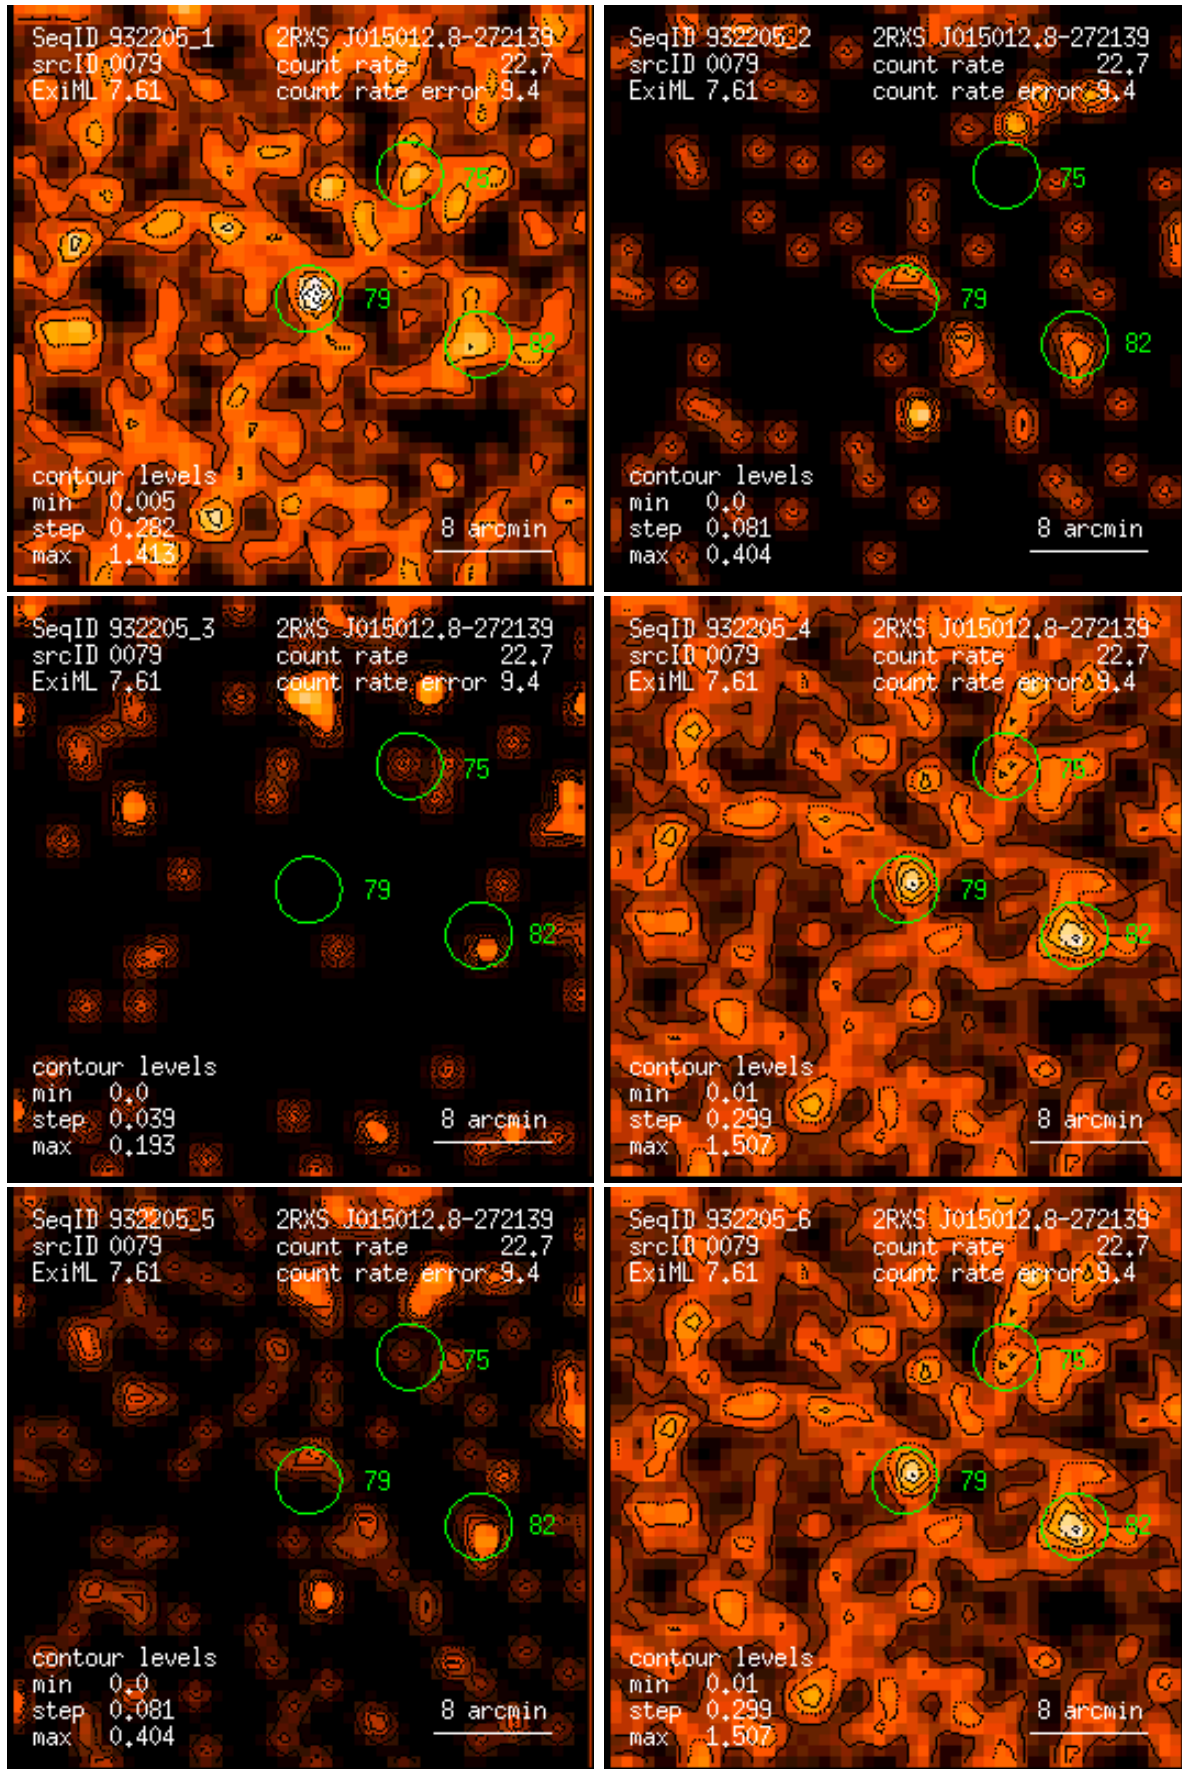 SeqID 932205_1 2RXS J015012.8-272139
srcID 0079 count rate 22.7
ExiML 7.61 count rate error 9.4
75
79
82
contour levels
min 0.005
step 0.282 8 arcmin
max 1.413
SeqID 932205_2 2RXS J015012.8-272139
srcID 0079 count rate 22.7
ExiML 7.61 count rate error 9.4
75
79
82
contour levels
min 0.0
step 0.081 8 arcmin
max 0.404
SeqID 932205_3 2RXS J015012.8-272139
srcID 0079 count rate 22.7
ExiML 7.61 count rate error 9.4
75
79
82
contour levels
min 0.0
step 0.039 8 arcmin
max 0.193
SeqID 932205_4 2RXS J015012.8-272139
srcID 0079 count rate 22.7
ExiML 7.61 count rate error 9.4
75
79
82
contour levels
min 0.01
step 0.299 8 arcmin
max 1.507
SeqID 932205_5 2RXS J015012.8-272139
srcID 0079 count rate 22.7
ExiML 7.61 count rate error 9.4
75
79
82
contour levels
min 0.0
step 0.081 8 arcmin
max 0.404
SeqID 932205_6 2RXS J015012.8-272139
srcID 0079 count rate 22.7
ExiML 7.61 count rate error 9.4
75
79
82
contour levels
min 0.01
step 0.299 8 arcmin
max 1.507